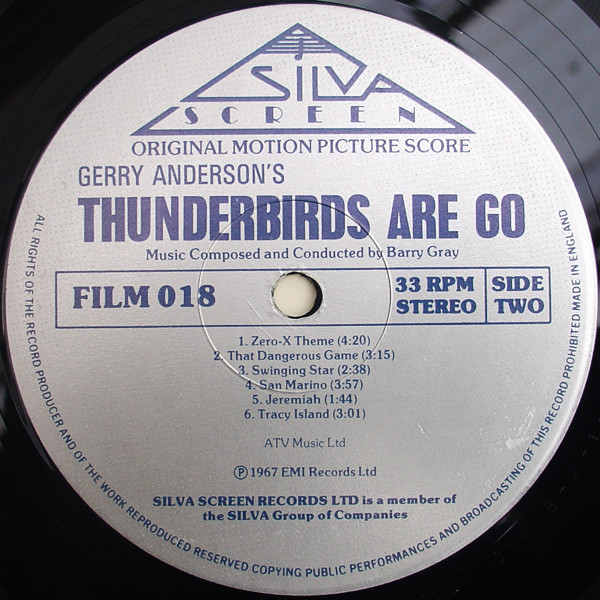 SILVA
SCREEN
ORIGINAL MOTION PICTURE SCORE
GERRY ANDERSON'S
THUNDERBIRDS ARE GO
Music Composed and Conducted by Barry Gray
FILM 018
33 RPM
STEREO
SIDE
TWO
1. Zero-X Theme (4:20)
2. That Dangerous Game (3:15)
3. Swinging Star (2:38)
4. San Marino (3:57)
5. Jeremiah (1:44)
6. Tracy Island (3:01)
ATV Music Ltd
Ⓟ 1967 EMI Records Ltd
SILVA SCREEN RECORDS LTD is a member of
the SILVA Group of Companies
ALL RIGHTS OF THE RECORD PRODUCER AND OF THE WORK REPRODUCED RESERVED COPYING PUBLIC PERFORMANCES AND BROADCASTING OF THIS RECORD PROHIBITED MADE IN ENGLAND